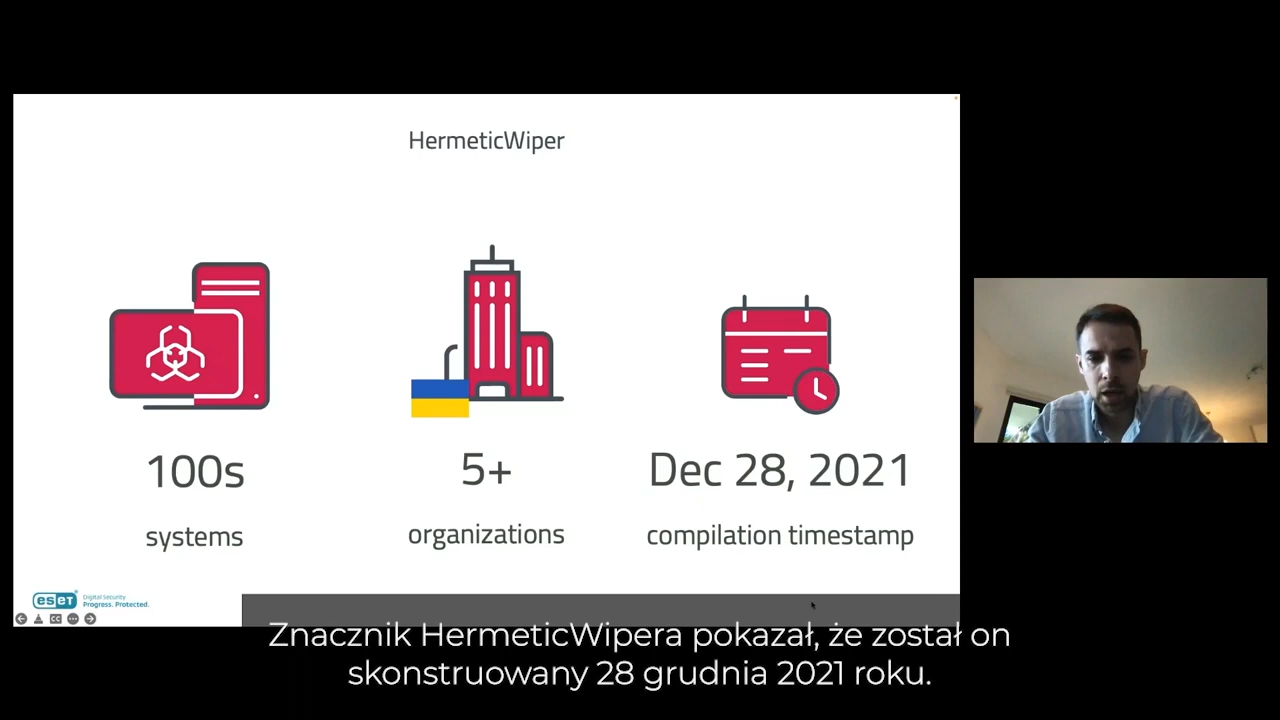 HermeticWiper
100s
systems
5+
organizations
Dec 28, 2021
compilation timestamp
eset
Digital Security
Progress. Protected.
Znacznik HermeticWipera pokazał, że został on
skonstruowany 28 grudnia 2021 roku.